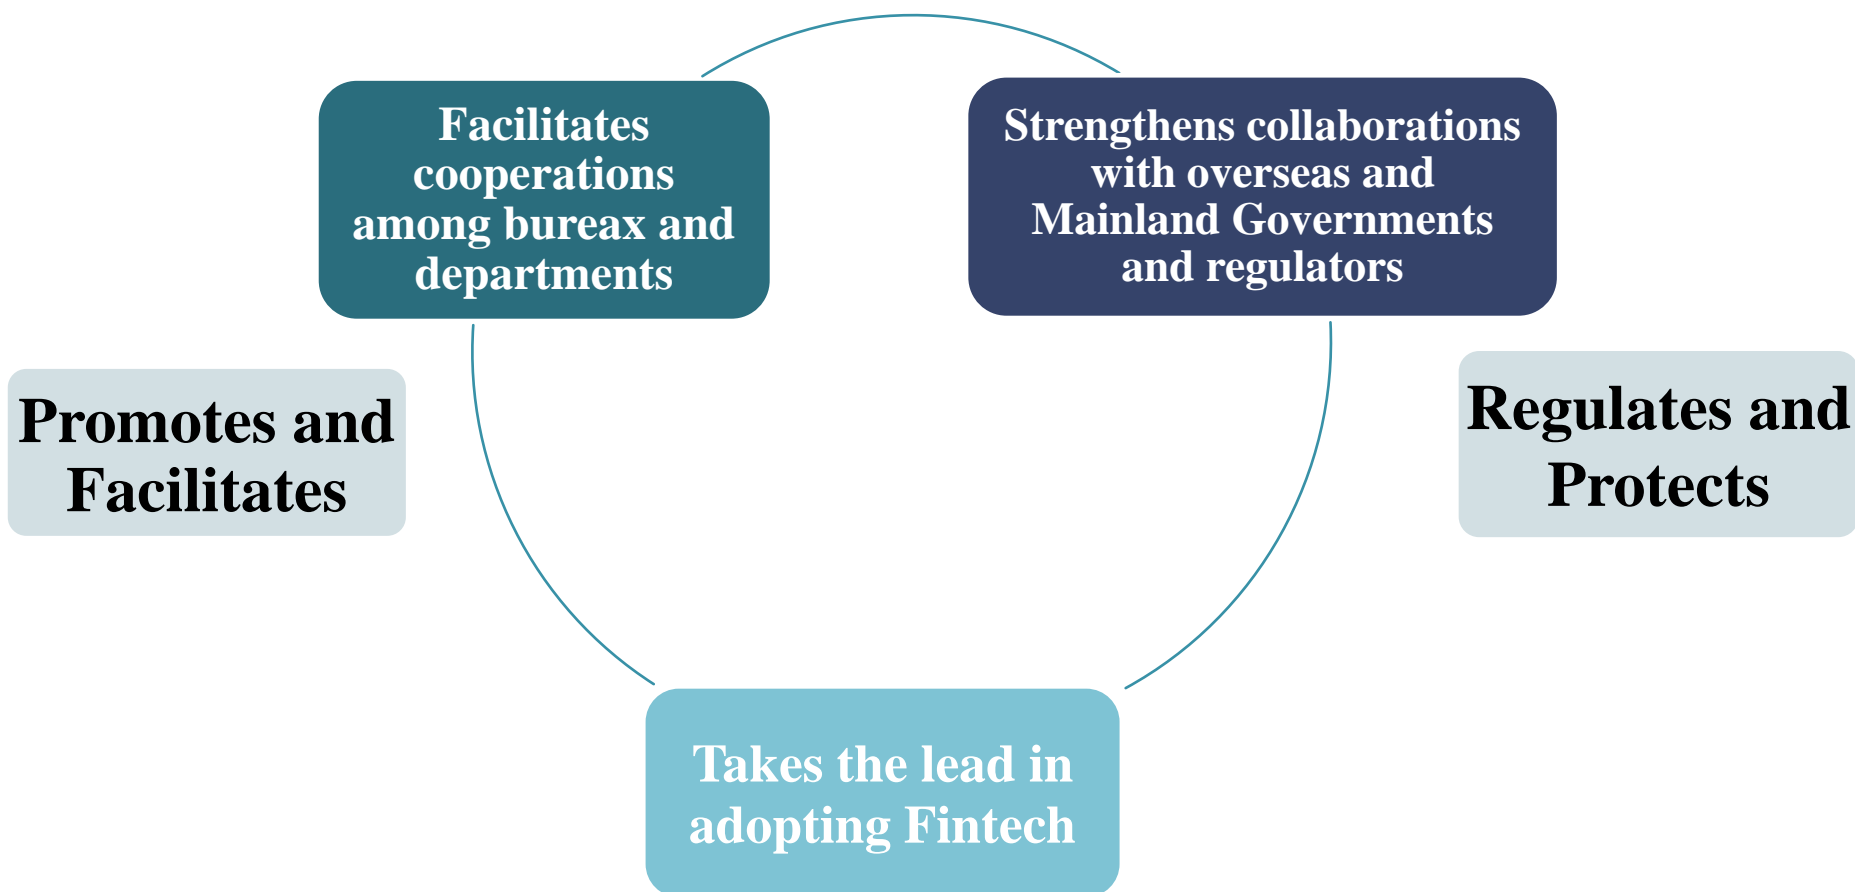 Facilitates
cooperations
among bureax and
departments
Strengthens collaborations
with overseas and
Mainland Governments
and regulators
Promotes and
Facilitates
Regulates and
Protects
Takes the lead in
adopting Fintech